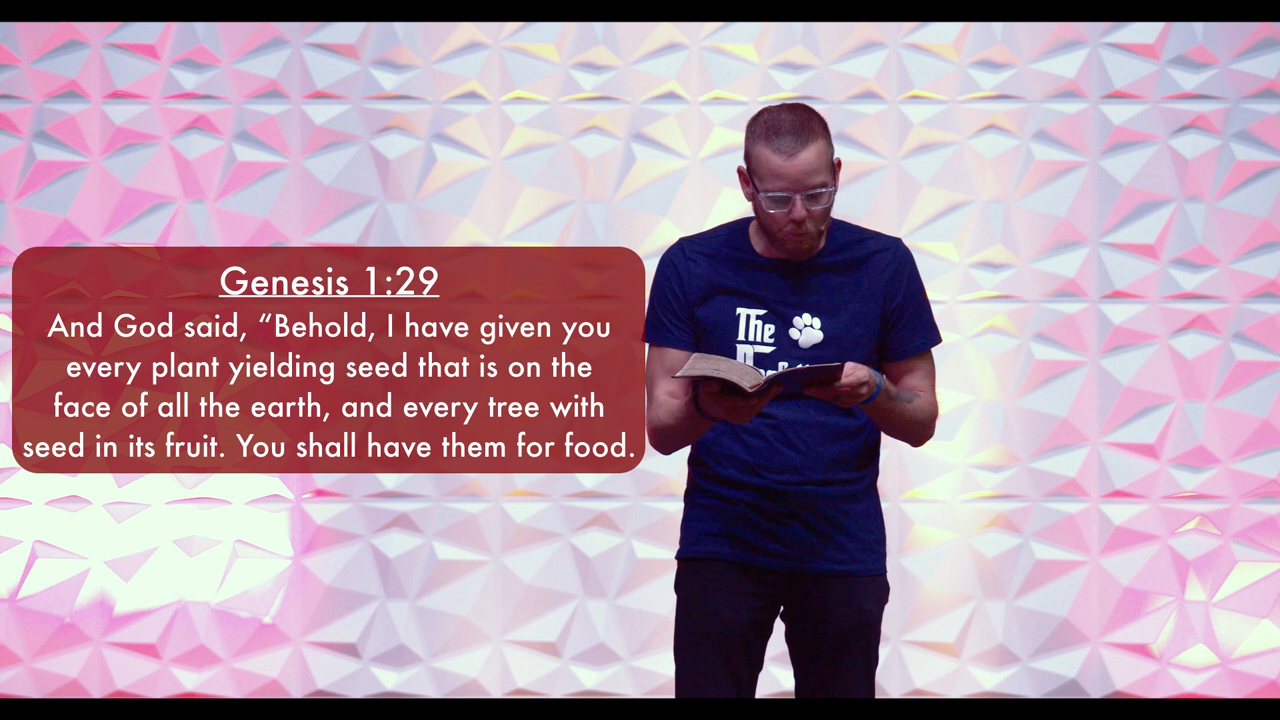 Genesis 1:29
And God said, “Behold, I have given you
every plant yielding seed that is on the
face of all the earth, and every tree with
seed in its fruit. You shall have them for food.
The